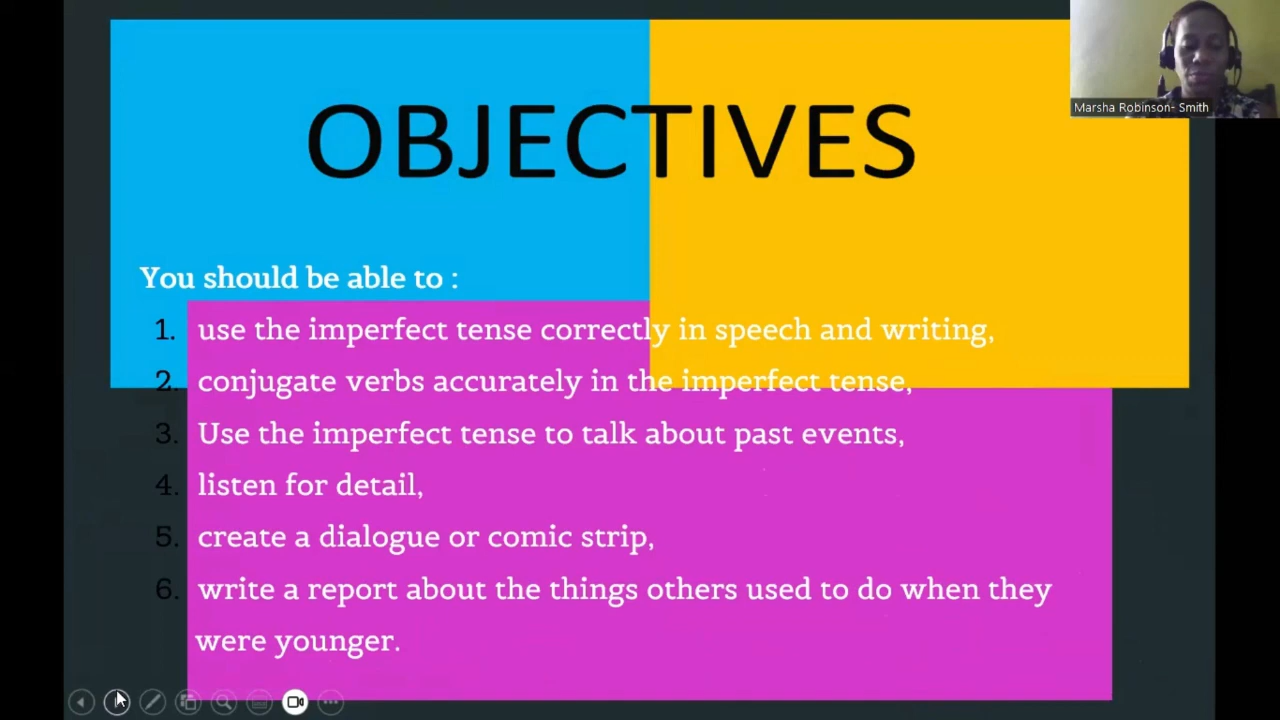 OBJECTIVES
Marsha Robinson- Smith
You should be able to :
1. use the imperfect tense correctly in speech and writing,
2. conjugate verbs accurately in the imperfect tense,
3. Use the imperfect tense to talk about past events,
4. listen for detail,
5. create a dialogue or comic strip,
6. write a report about the things others used to do when they
were younger.